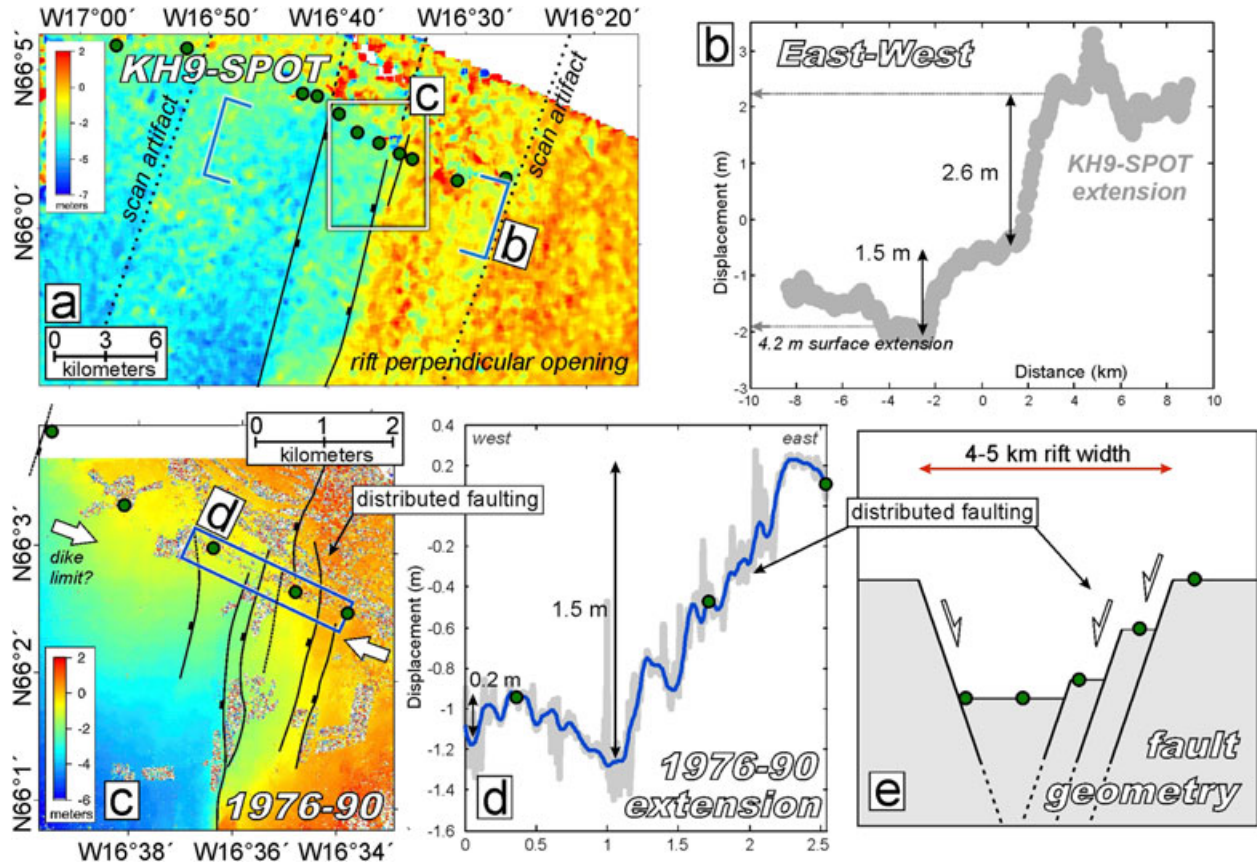 W17°00´ W16°50´ W16°40´ W16°30´ W16°20´
N66°5´
N66°0´
2
0
-2
-5
-7
meters
KH9-SPOT
scan artifact
scan artifact
c
b
a
0 3 6
kilometers
rift perpendicular opening
b
East-West
3
2
1
0
-1
-2
-3
Displacement (m)
2.6 m
1.5 m
KH9-SPOT
extension
4.2 m surface extension
Distance (km)
-10 -8 -6 -4 -2 0 2 4 6 8 10
0 1 2
kilometers
N66°3´
N66°2´
N66°1´
d
dike
limit?
distributed faulting
2
0
-2
-4
-6
meters
c
1976-90
W16°38´ W16°36´ W16°34´
0.4
0.2
0
-0.2
-0.4
-0.6
-0.8
-1
-1.2
-1.4
-1.6
Displacement (m)
west
east
1.5 m
0.2 m
distributed faulting
d
1976-90
extension
0 0.5 1 1.5 2 2.5
4-5 km rift width
e
fault
geometry